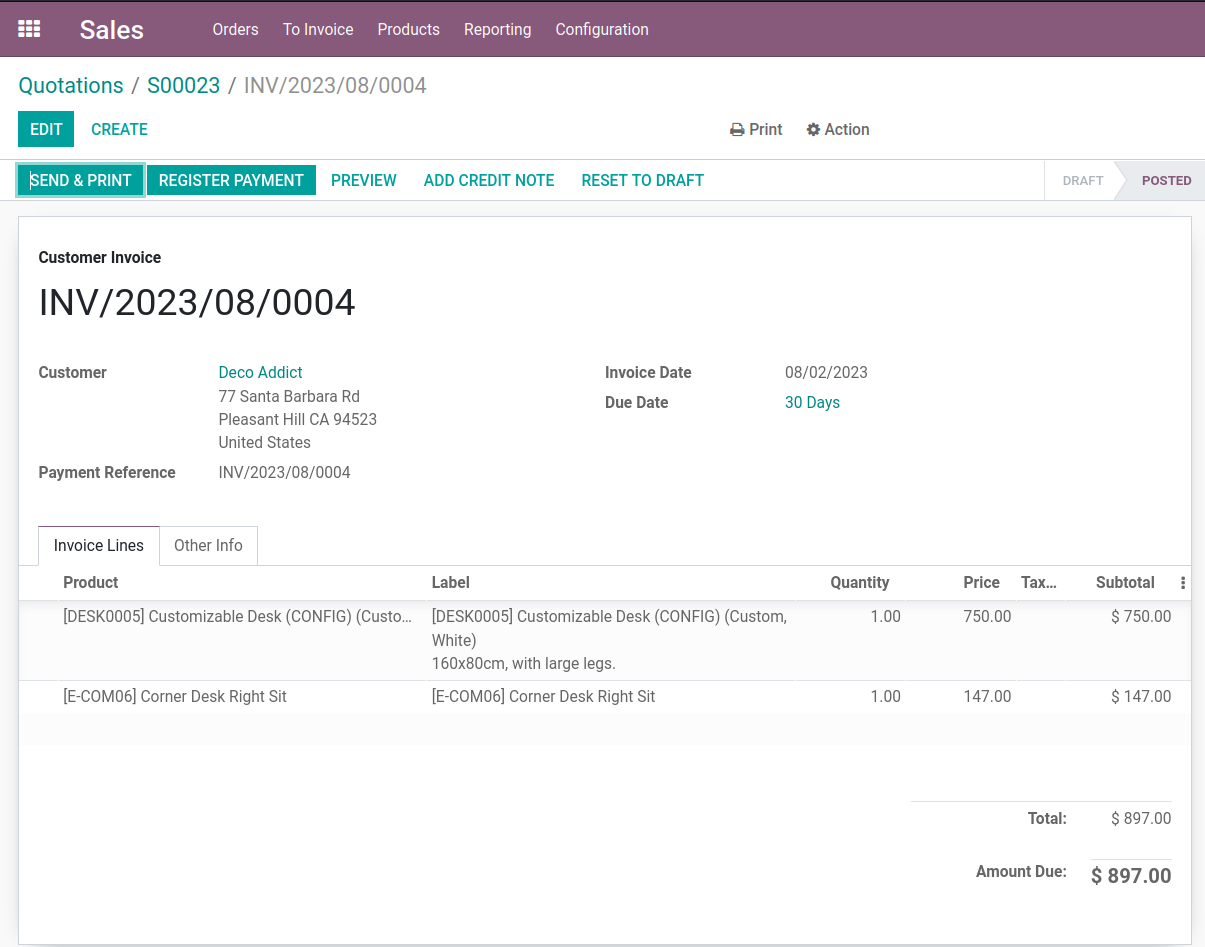 Sales Orders To Invoice Products Reporting Configuration
Quotations / S00023 / INV/2023/08/0004
EDIT CREATE Print Action
SEND & PRINT REGISTER PAYMENT PREVIEW ADD CREDIT NOTE RESET TO DRAFT DRAFT POSTED
Customer Invoice
INV/2023/08/0004
Customer Deco Addict Invoice Date 08/02/2023
77 Santa Barbara Rd Due Date 30 Days
Pleasant Hill CA 94523
United States
Payment Reference INV/2023/08/0004
Invoice Lines Other Info
Product Label Quantity Price Tax... Subtotal
[DESK0005] Customizable Desk (CONFIG) (Custo... [DESK0005] Customizable Desk (CONFIG) (Custom, 1.00 750.00 $ 750.00
White)
160x80cm, with large legs.
[E-COM06] Corner Desk Right Sit [E-COM06] Corner Desk Right Sit 1.00 147.00 $ 147.00
Total: $ 897.00
Amount Due: $ 897.00